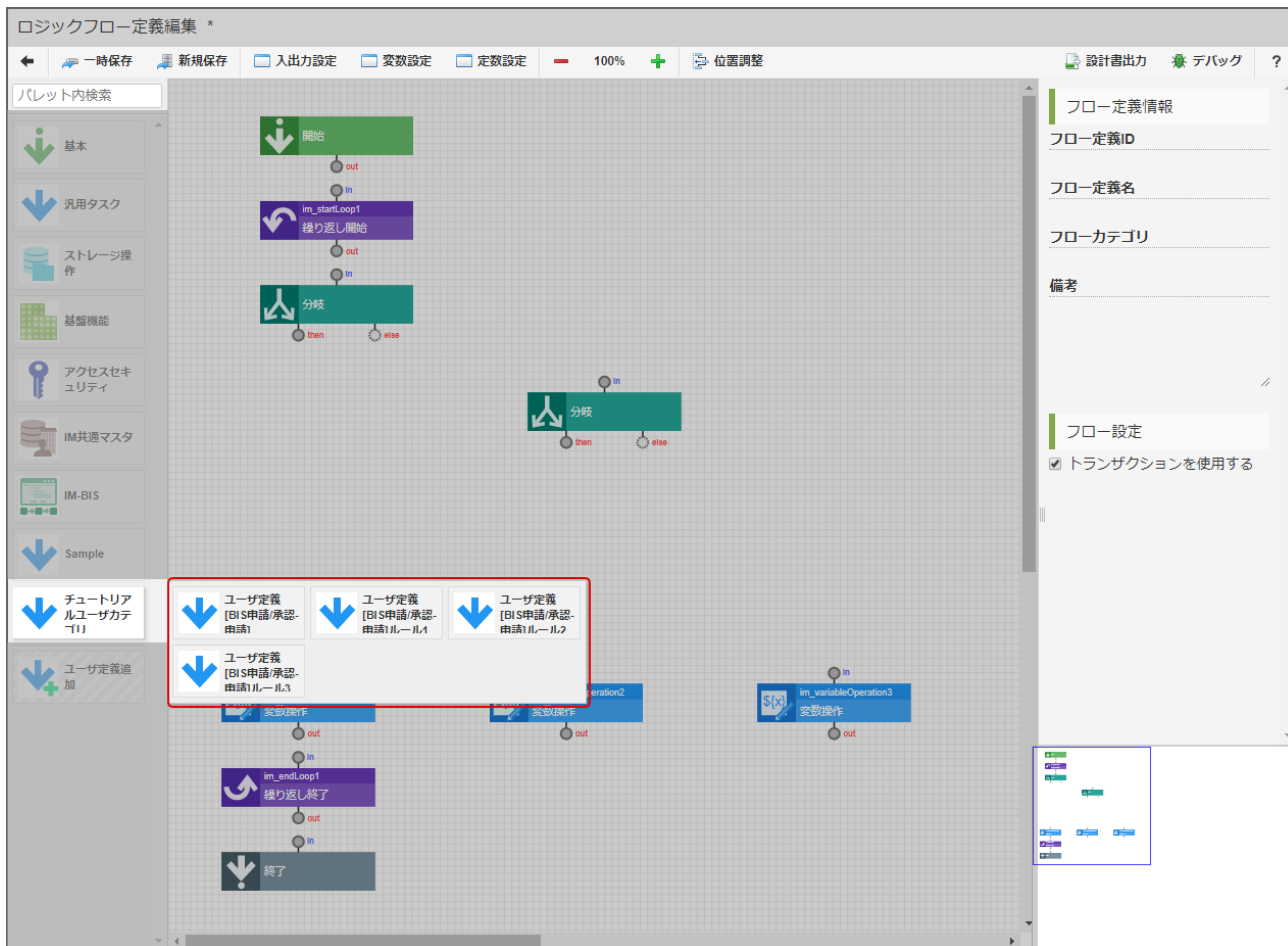 ロジックフロー定義編集 *
一時保存 新規保存 入出力設定 変数設定 定数設定 100% 位置調整 設計書出力 デバッグ ?
パレット内検索
基本
汎用タスク
ストレージ操
作
基盤機能
アクセスセキ
ュリティ
IM共通マスタ
IM-BIS
Sample
チュートリア
ルユーザカテ
ゴリ
ユーザ定義追
加
開始
out
in
im_startLoop1
繰り返し開始
out
in
分岐
then else
in
分岐
then else
ユーザ定義
[BIS申請/承認-
申請]
ユーザ定義
[BIS申請/承認-
申請]ルール1
ユーザ定義
[BIS申請/承認-
申請]ルール2
ユーザ定義
[BIS申請/承認-
申請]ルール3
変数操作
out
eration2
変数操作
out
in
im_variableOperation3
変数操作
out
in
im_endLoop1
繰り返し終了
out
in
終了
フロー定義情報
フロー定義ID
フロー定義名
フローカテゴリ
備考
フロー設定
トランザクションを使用する